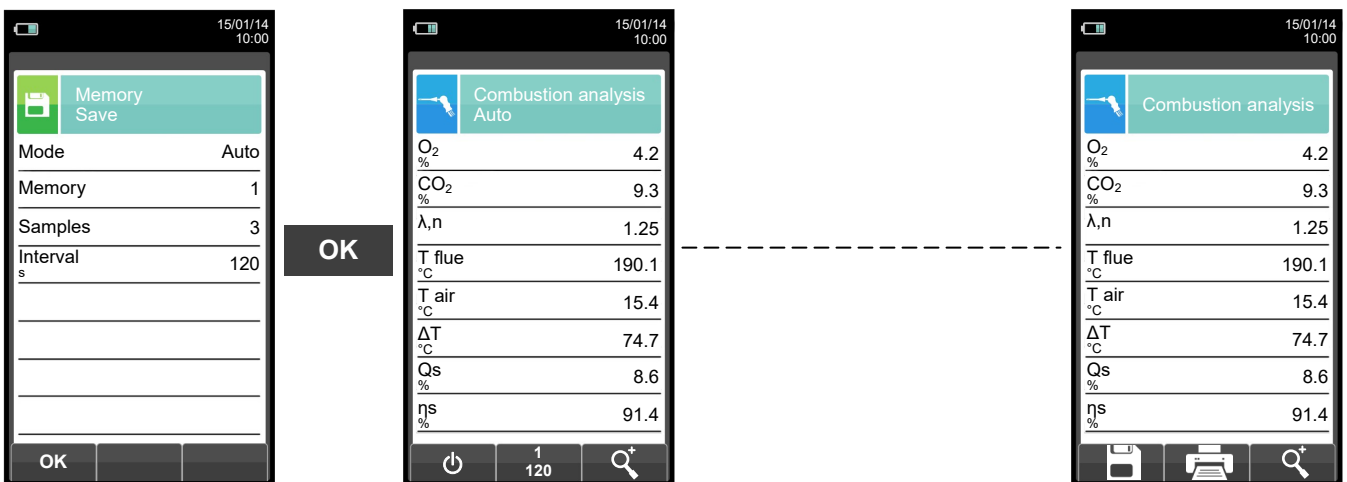 15/01/14
10:00
Memory
Save
Mode Auto
Memory 1
Samples 3
Interval
s 120
OK
OK
15/01/14
10:00
Combustion analysis
Auto
O₂
% 4.2
CO₂
% 9.3
λ,n 1.25
T flue
°C 190.1
T air
°C 15.4
ΔT
°C 74.7
Qs
% 8.6
ηs
% 91.4
1
120
15/01/14
10:00
Combustion analysis
O₂
% 4.2
CO₂
% 9.3
λ,n 1.25
T flue
°C 190.1
T air
°C 15.4
ΔT
°C 74.7
Qs
% 8.6
ηs
% 91.4